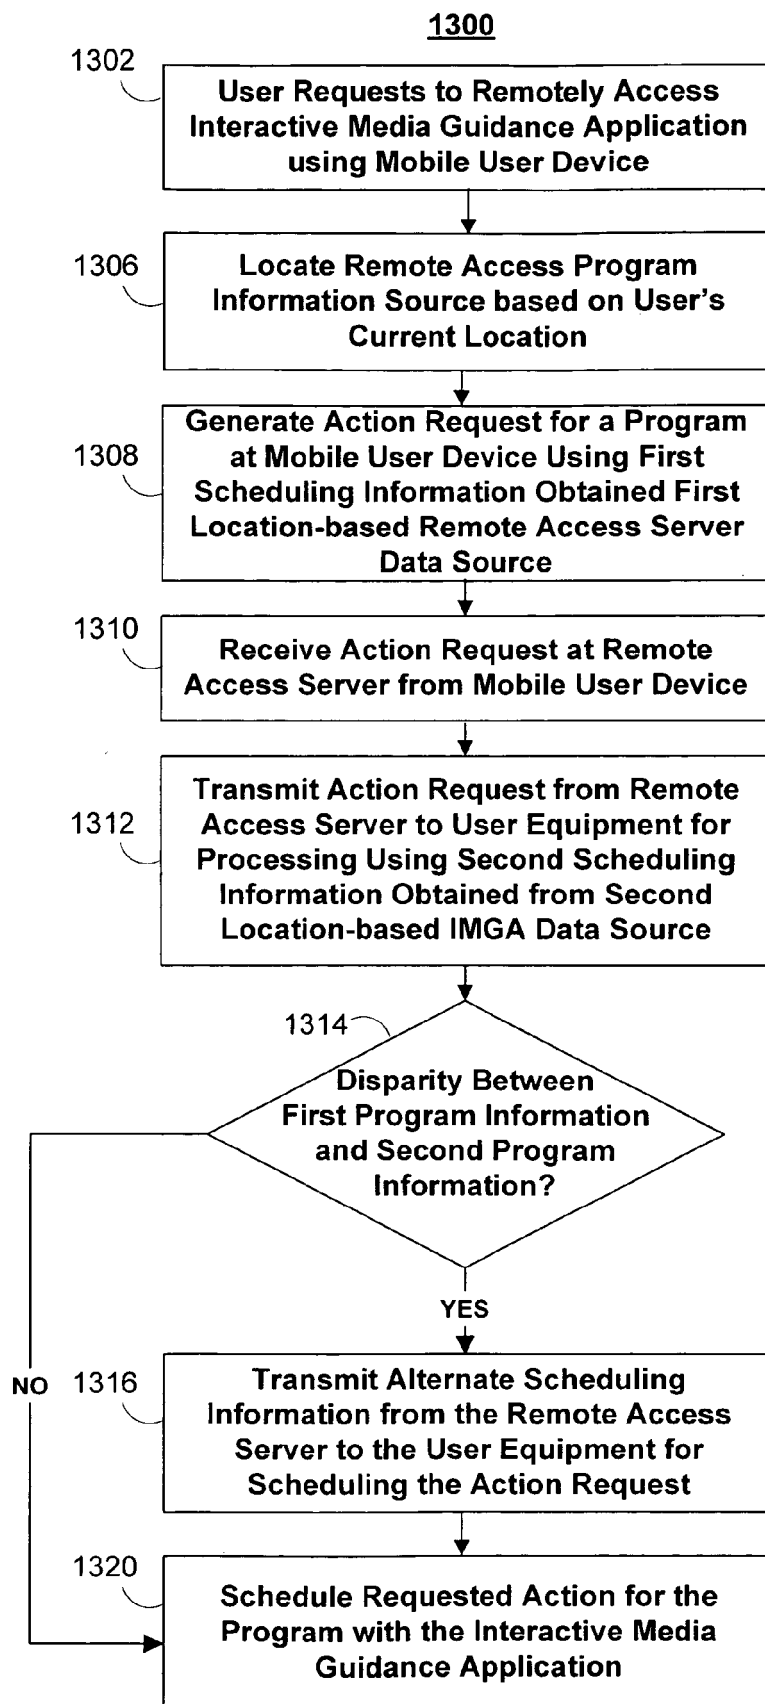 1300
1302
User Requests to Remotely Access
Interactive Media Guidance Application
using Mobile User Device
1306
Locate Remote Access Program
Information Source based on User's
Current Location
1308
Generate Action Request for a Program
at Mobile User Device Using First
Scheduling Information Obtained First
Location-based Remote Access Server
Data Source
1310
Receive Action Request at Remote
Access Server from Mobile User Device
1312
Transmit Action Request from Remote
Access Server to User Equipment for
Processing Using Second Scheduling
Information Obtained from Second
Location-based IMGA Data Source
1314
Disparity Between
First Program Information
and Second Program
Information?
YES
NO
1316
Transmit Alternate Scheduling
Information from the Remote Access
Server to the User Equipment for
Scheduling the Action Request
1320
Schedule Requested Action for the
Program with the Interactive Media
Guidance Application